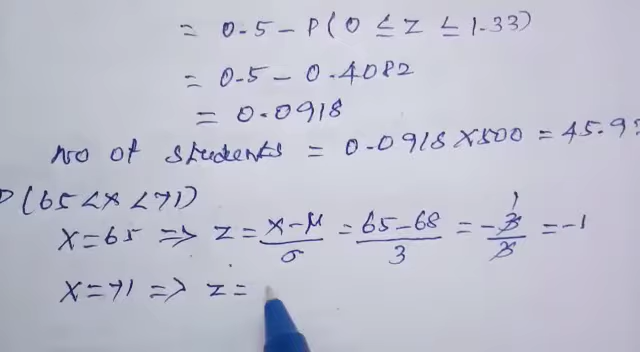 = 0.5 - P(0 ≤ z ≤ 1.33)
= 0.5 - 0.4082
= 0.0918
No of students = 0.0918 × 500 = 45.9
P(65 < x < 71)
X = 65 => z = x - μ / σ = 65 - 68 / 3 = - 3 / 3 = -1
X = 71 => z =